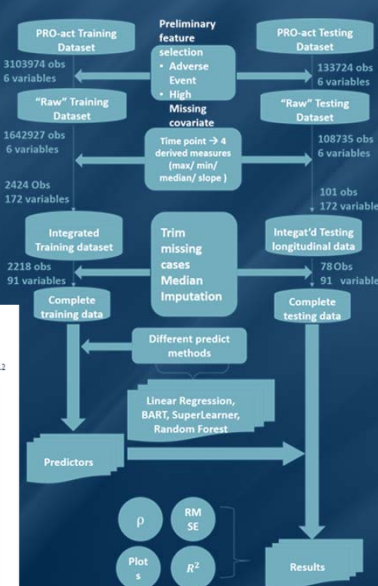 PRO-act Training
Dataset
Preliminary
feature
selection
• Adverse
Event
• High
Missing
covariate
PRO-act Testing
Dataset
3103974 obs
6 variables
133724 obs
6 variables
"Raw" Training
Dataset
"Raw" Testing
Dataset
1642927 obs
6 variables
Time point → 4
derived measures
(max/ min/
median/ slope )
108735 obs
6 variables
2424 Obs
172 variables
101 obs
172 variable
Integrated
Training dataset
Trim
missing
cases
Median
Imputation
Integat'd Testing
longitudinal data
2218 obs
91 variables
78Obs
91 variable
Complete
training data
Complete
testing data
Different predict
methods
Linear Regression,
BART, SuperLearner,
Random Forest
Predictors
ρ
RM
SE
Plot
s
R²
Results